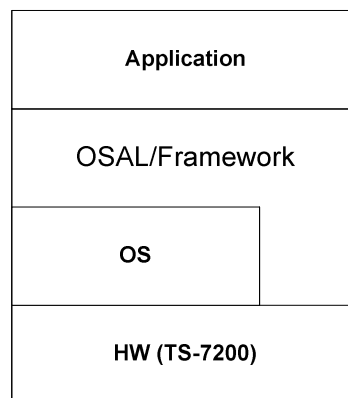 Application
OSAL/Framework
OS
HW (TS-7200)